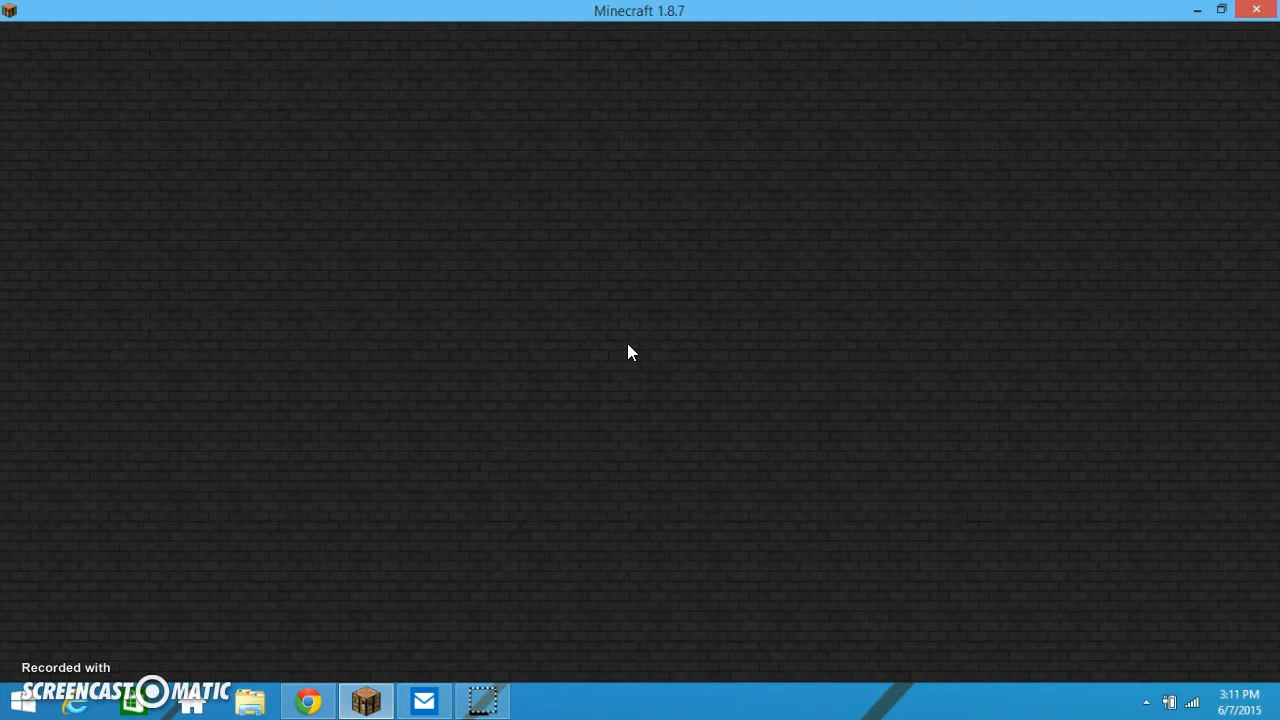 Minecraft 1.8.7
Recorded with
SCREENCAST MATIC
3:11 PM
6/7/2015